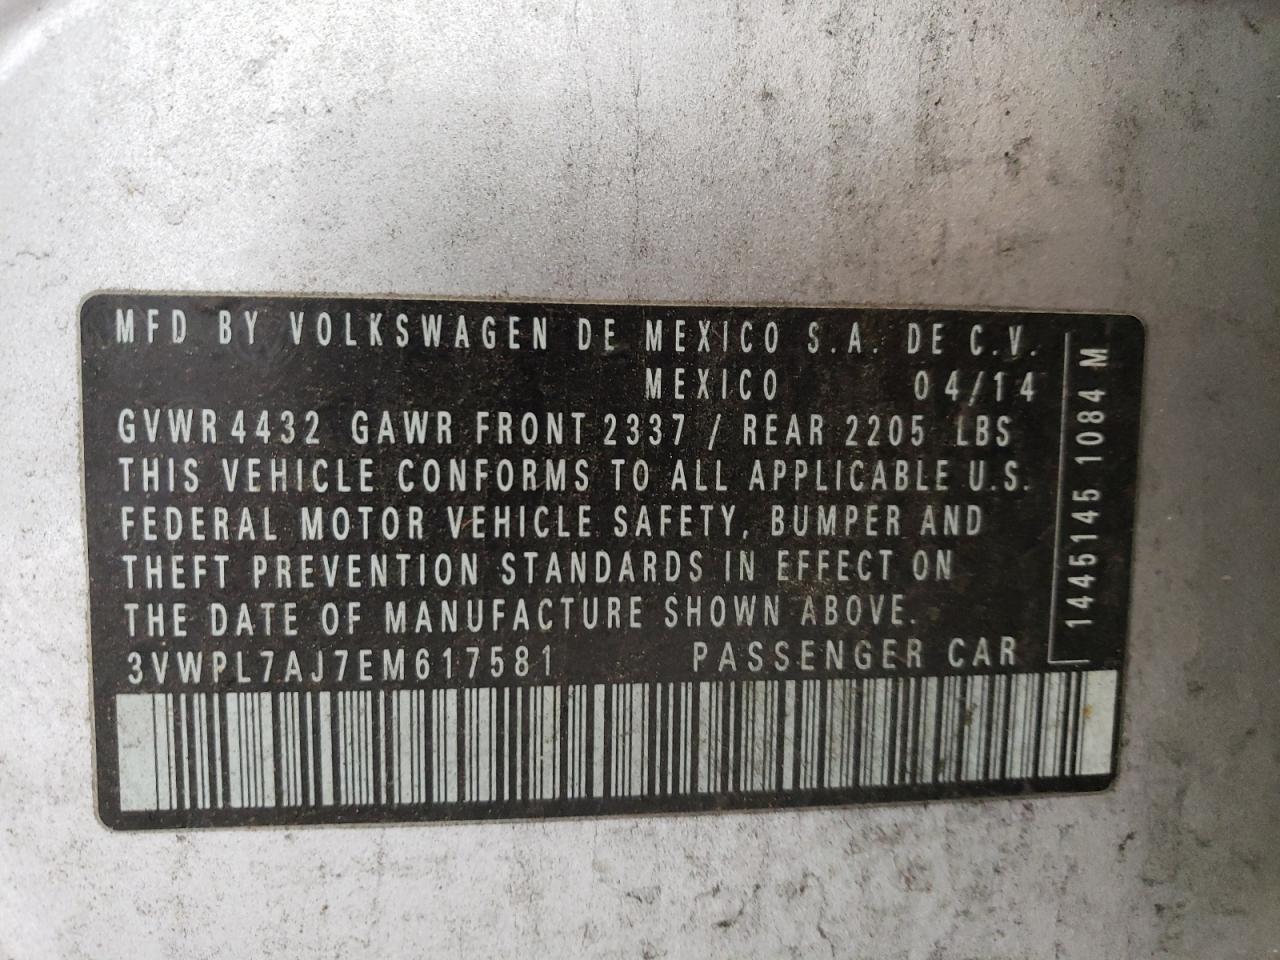 MFD BY VOLKSWAGEN DE MEXICO S.A. DE C.V.
MEXICO 04/14
GVWR 4432 GAWR FRONT 2337 / REAR 2205 LBS
THIS VEHICLE CONFORMS TO ALL APPLICABLE U.S.
FEDERAL MOTOR VEHICLE SAFETY, BUMPER AND
THEFT PREVENTION STANDARDS IN EFFECT ON
THE DATE OF MANUFACTURE SHOWN ABOVE.
3VWPL7AJ7EM617581 PASSENGER CAR
1445145 1084 M